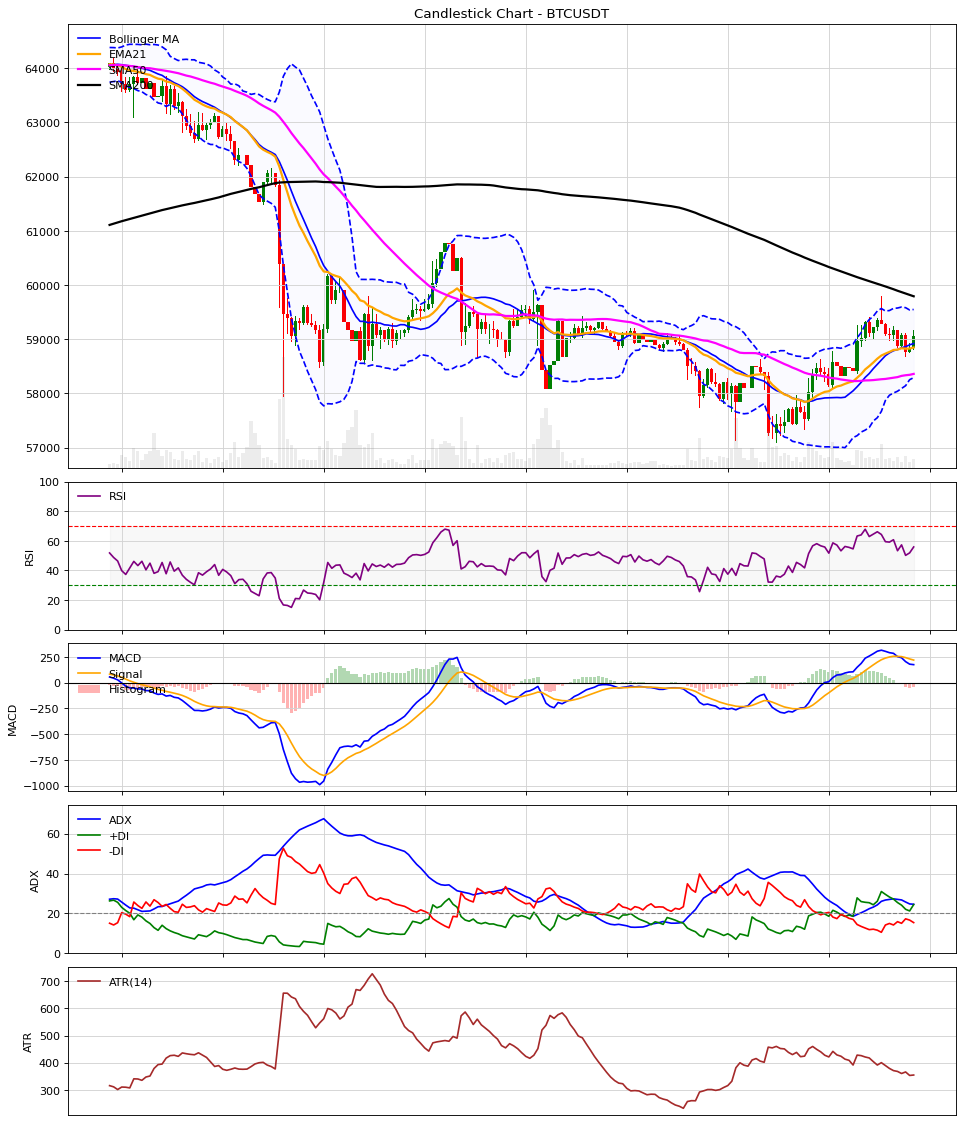 Candlestick Chart - BTCUSDT
Bollinger MA
EMA21
SMA50
SMA200
64000
63000
62000
61000
60000
59000
58000
57000
RSI
100
80
60
40
20
0
RSI
MACD
Signal
Histogram
250
0
−250
−500
−750
−1000
MACD
ADX
+DI
-DI
60
40
20
0
ADX
ATR(14)
700
600
500
400
300
ATR